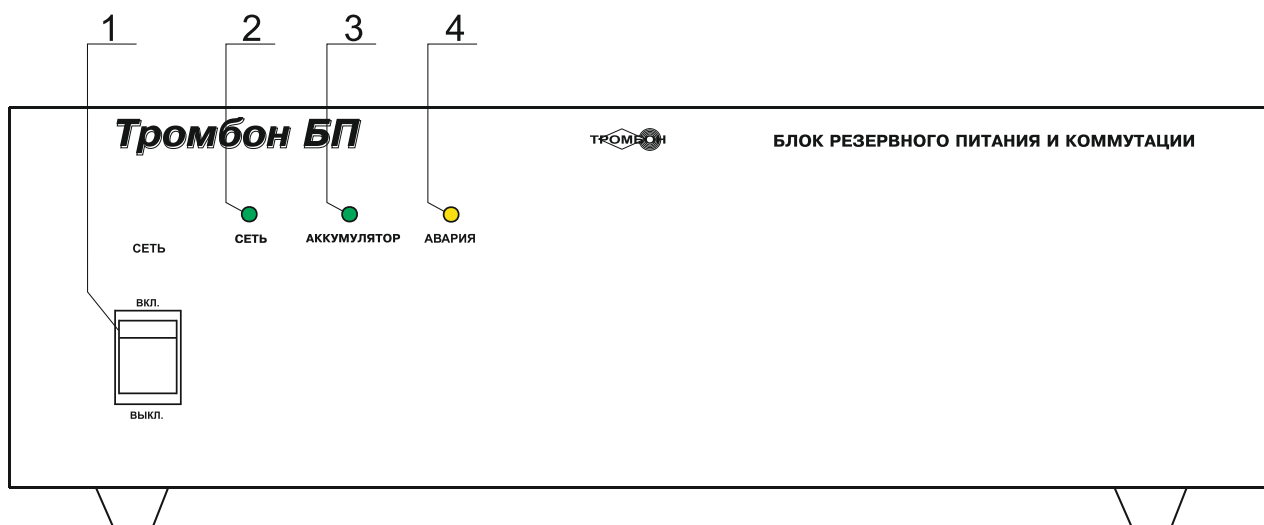 1 2 3 4
Тромбон БП ТРОМБОН БЛОК РЕЗЕРВНОГО ПИТАНИЯ И КОММУТАЦИИ
СЕТЬ АККУМУЛЯТОР АВАРИЯ
СЕТЬ
ВКЛ.
ВЫКЛ.